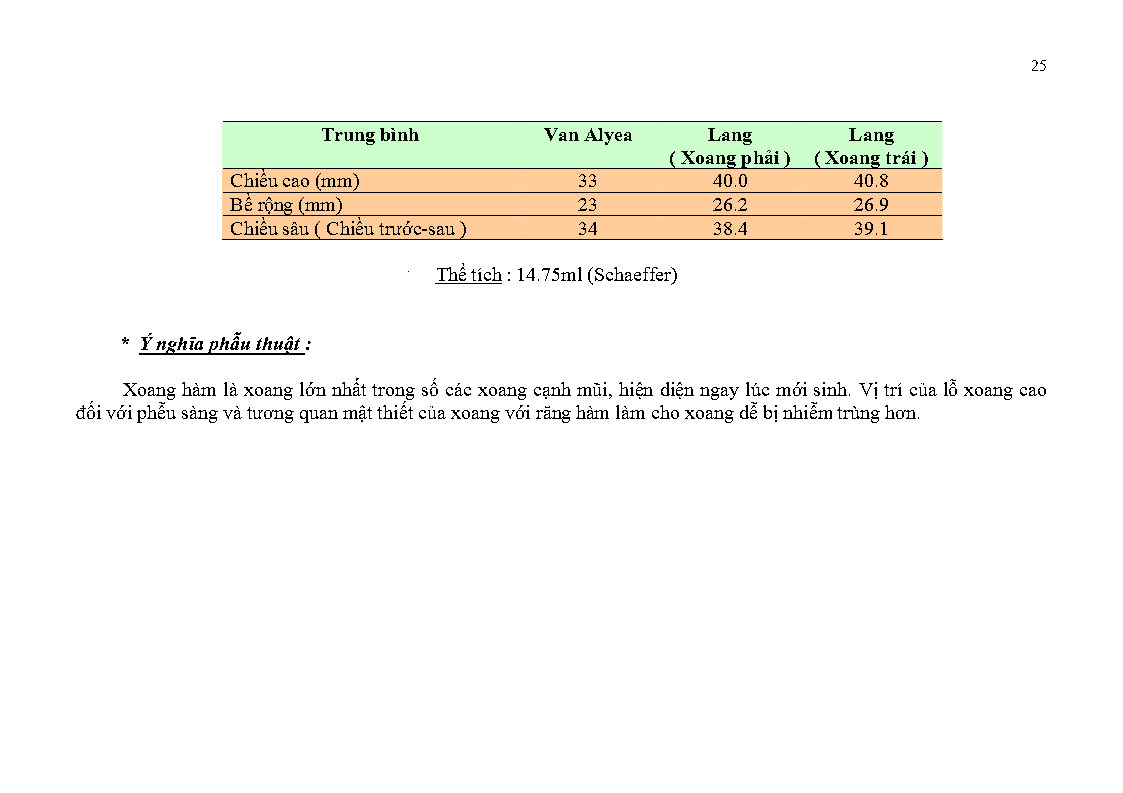 25
Trung bình Van Alyea Lang Lang
( Xoang phải ) ( Xoang trái )
Chiều cao (mm) 33 40.0 40.8
Bề rộng (mm) 23 26.2 26.9
Chiều sâu ( Chiều trước-sau ) 34 38.4 39.1
Thể tích : 14.75ml (Schaeffer)
* Ý nghĩa phẫu thuật :
Xoang hàm là xoang lớn nhất trong số các xoang cạnh mũi, hiện diện ngay lúc mới sinh. Vị trí của lỗ xoang cao
đối với phễu sàng và tương quan mật thiết của xoang với răng hàm làm cho xoang dễ bị nhiễm trùng hơn.